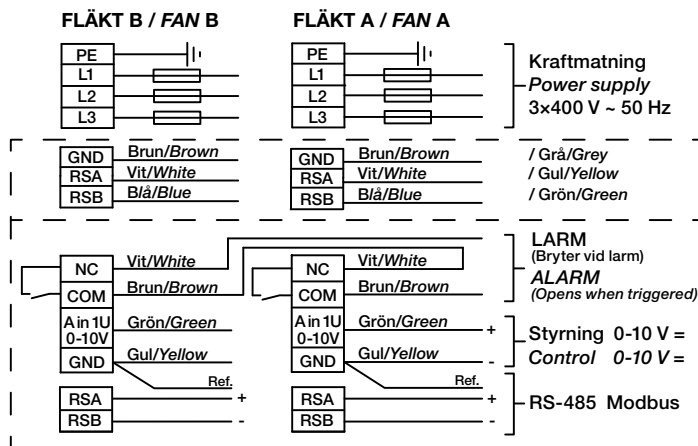 FLÄKT B / FAN B
FLÄKT A / FAN A
PE
L1
L2
L3
PE
L1
L2
L3
Kraftmatning
Power supply
3×400 V ~ 50 Hz
GND Brun/Brown
RSA Vit/White
RSB Blå/Blue
GND Brun/Brown
RSA Vit/White
RSB Blå/Blue
/ Grå/Grey
/ Gul/Yellow
/ Grön/Green
NC Vit/White
COM Brun/Brown
A in 1U
0-10V
Grön/Green
GND Gul/Yellow
Ref.
RSA +
RSB -
NC Vit/White
COM Brun/Brown
A in 1U
0-10V
Grön/Green +
GND Gul/Yellow -
Ref.
RSA +
RSB -
LARM
(Bryter vid larm)
ALARM
(Opens when triggered)
Styrning 0-10 V =
Control 0-10 V =
RS-485 Modbus